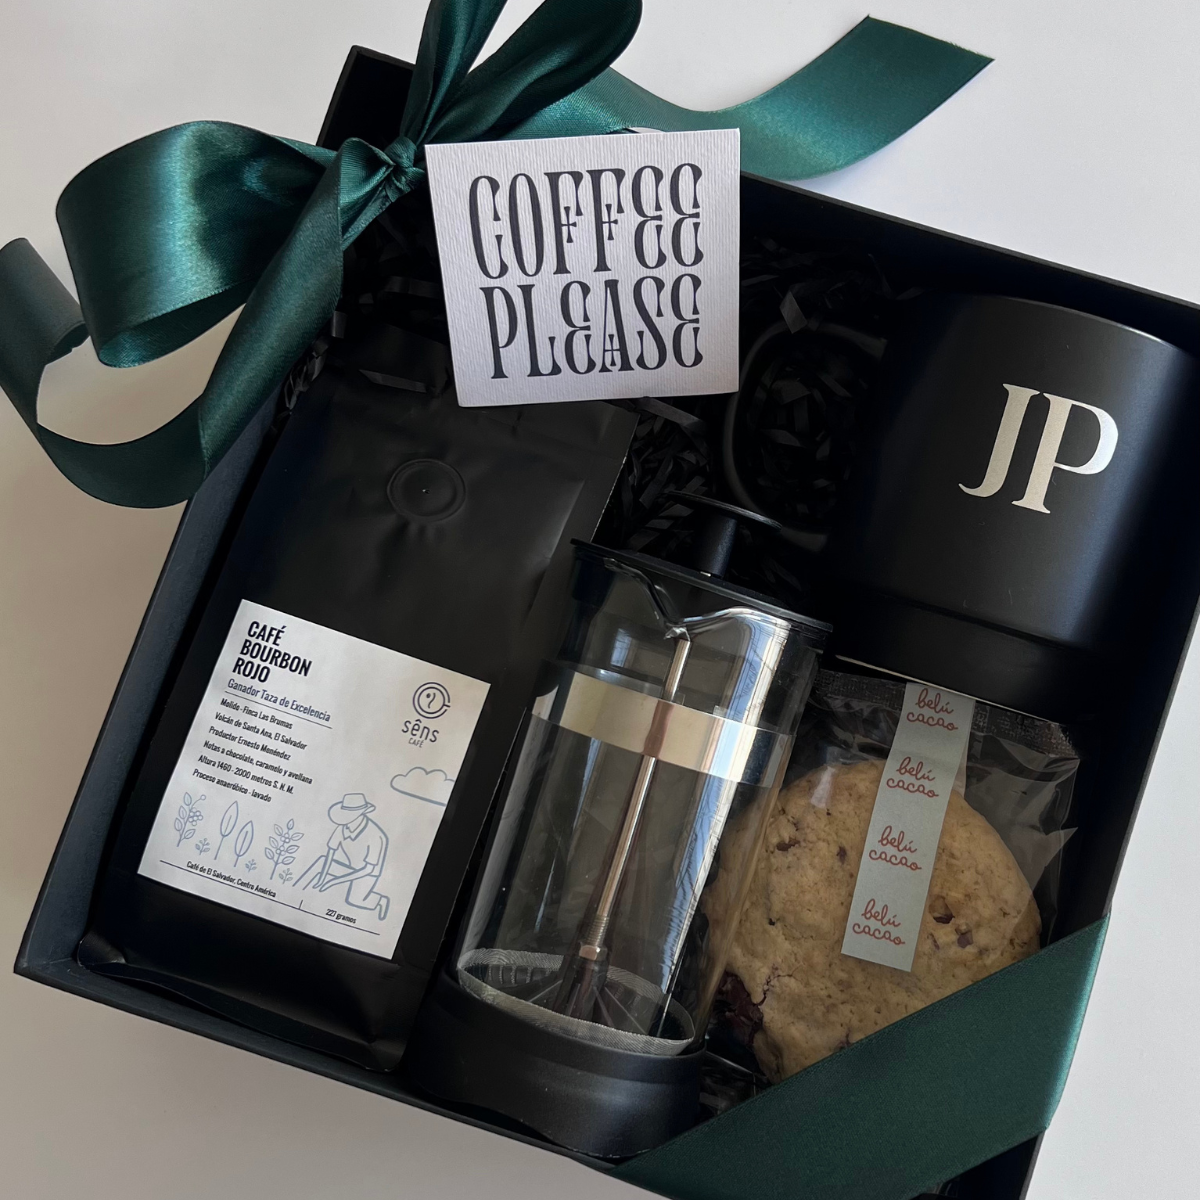 COFFEE
PLEASE
JP
CAFÉ
BOURBON
ROJO
Ganador Taza de Excelencia
Molido - Finca Las Brumas
Volcán de Santa Ana, El Salvador
Productor Ernesto Menéndez
Notas a chocolate, caramelo y avellana
Altura 1460 - 2000 metros S. N. M.
Proceso anaeróbico - lavado
sêns
CAFÉ
Café de El Salvador, Centro América
227 gramos
belú
cacao
belú
cacao
belú
cacao
belú
cacao